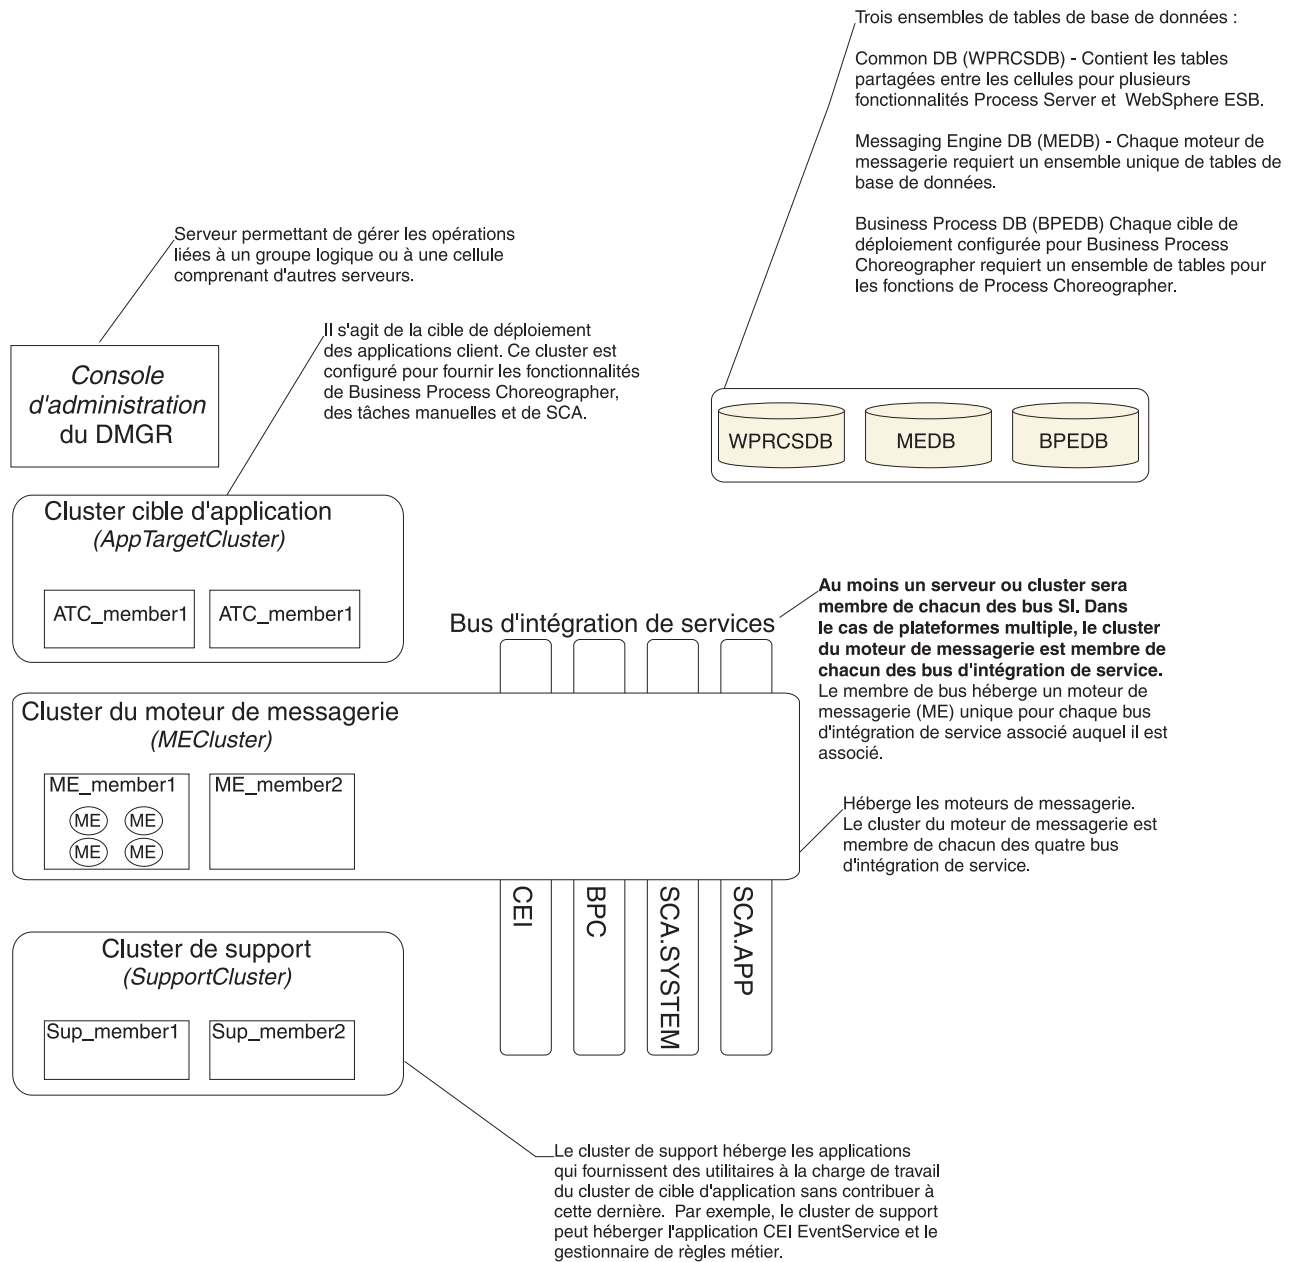 Trois ensembles de tables de base de données :
Common DB (WPRCSDB) - Contient les tables
partagées entre les cellules pour plusieurs
fonctionnalités Process Server et  WebSphere ESB.
Messaging Engine DB (MEDB) - Chaque moteur de
messagerie requiert un ensemble unique de tables de
base de données.
Business Process DB (BPEDB) Chaque cible de
déploiement configurée pour Business Process
Choreographer requiert un ensemble de tables pour
les fonctions de Process Choreographer.
Serveur permettant de gérer les opérations
liées à un groupe logique ou à une cellule
comprenant d'autres serveurs.
Il s'agit de la cible de déploiement
des applications client. Ce cluster est
configuré pour fournir les fonctionnalités
de Business Process Choreographer,
des tâches manuelles et de SCA.
Console
d'administration
du DMGR
WPRCSDB
MEDB
BPEDB
Cluster cible d'application
(AppTargetCluster)
ATC_member1
ATC_member1
Bus d'intégration de services
Au moins un serveur ou cluster sera
membre de chacun des bus SI. Dans
le cas de plateformes multiple, le cluster
du moteur de messagerie est membre de
chacun des bus d'intégration de service.
Le membre de bus héberge un moteur de
messagerie (ME) unique pour chaque bus
d'intégration de service associé auquel il est
associé.
Cluster du moteur de messagerie
(MECluster)
ME_member1
ME
ME
ME
ME
ME_member2
Héberge les moteurs de messagerie.
Le cluster du moteur de messagerie est
membre de chacun des quatre bus
d'intégration de service.
CEI
BPC
SCA.SYSTEM
SCA.APP
Cluster de support
(SupportCluster)
Sup_member1
Sup_member2
Le cluster de support héberge les applications
qui fournissent des utilitaires à la charge de travail
du cluster de cible d'application sans contribuer à
cette dernière.  Par exemple, le cluster de support
peut héberger l'application CEI EventService et le
gestionnaire de règles métier.